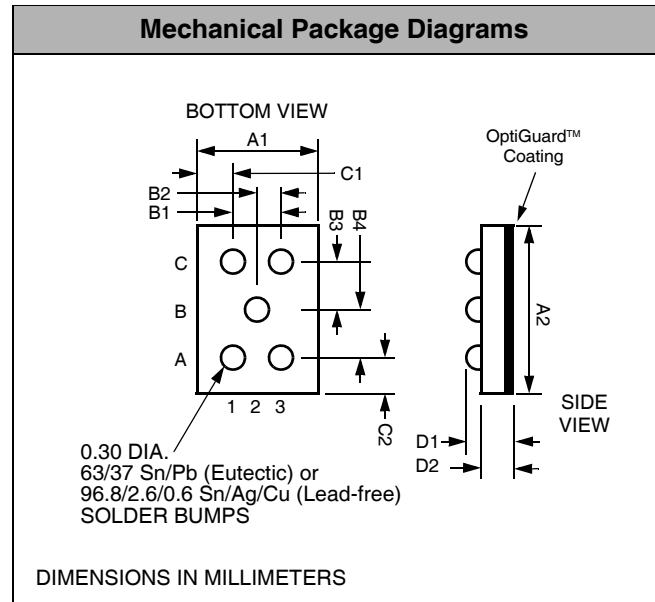 Mechanical Package Diagrams
BOTTOM VIEW
A1
OptiGuard™
Coating
C1
B2
B1
B3
B4
C
B
A
1 2 3
C2
A2
SIDE
VIEW
D1
D2
0.30 DIA.
63/37 Sn/Pb (Eutectic) or
96.8/2.6/0.6 Sn/Ag/Cu (Lead-free)
SOLDER BUMPS
DIMENSIONS IN MILLIMETERS